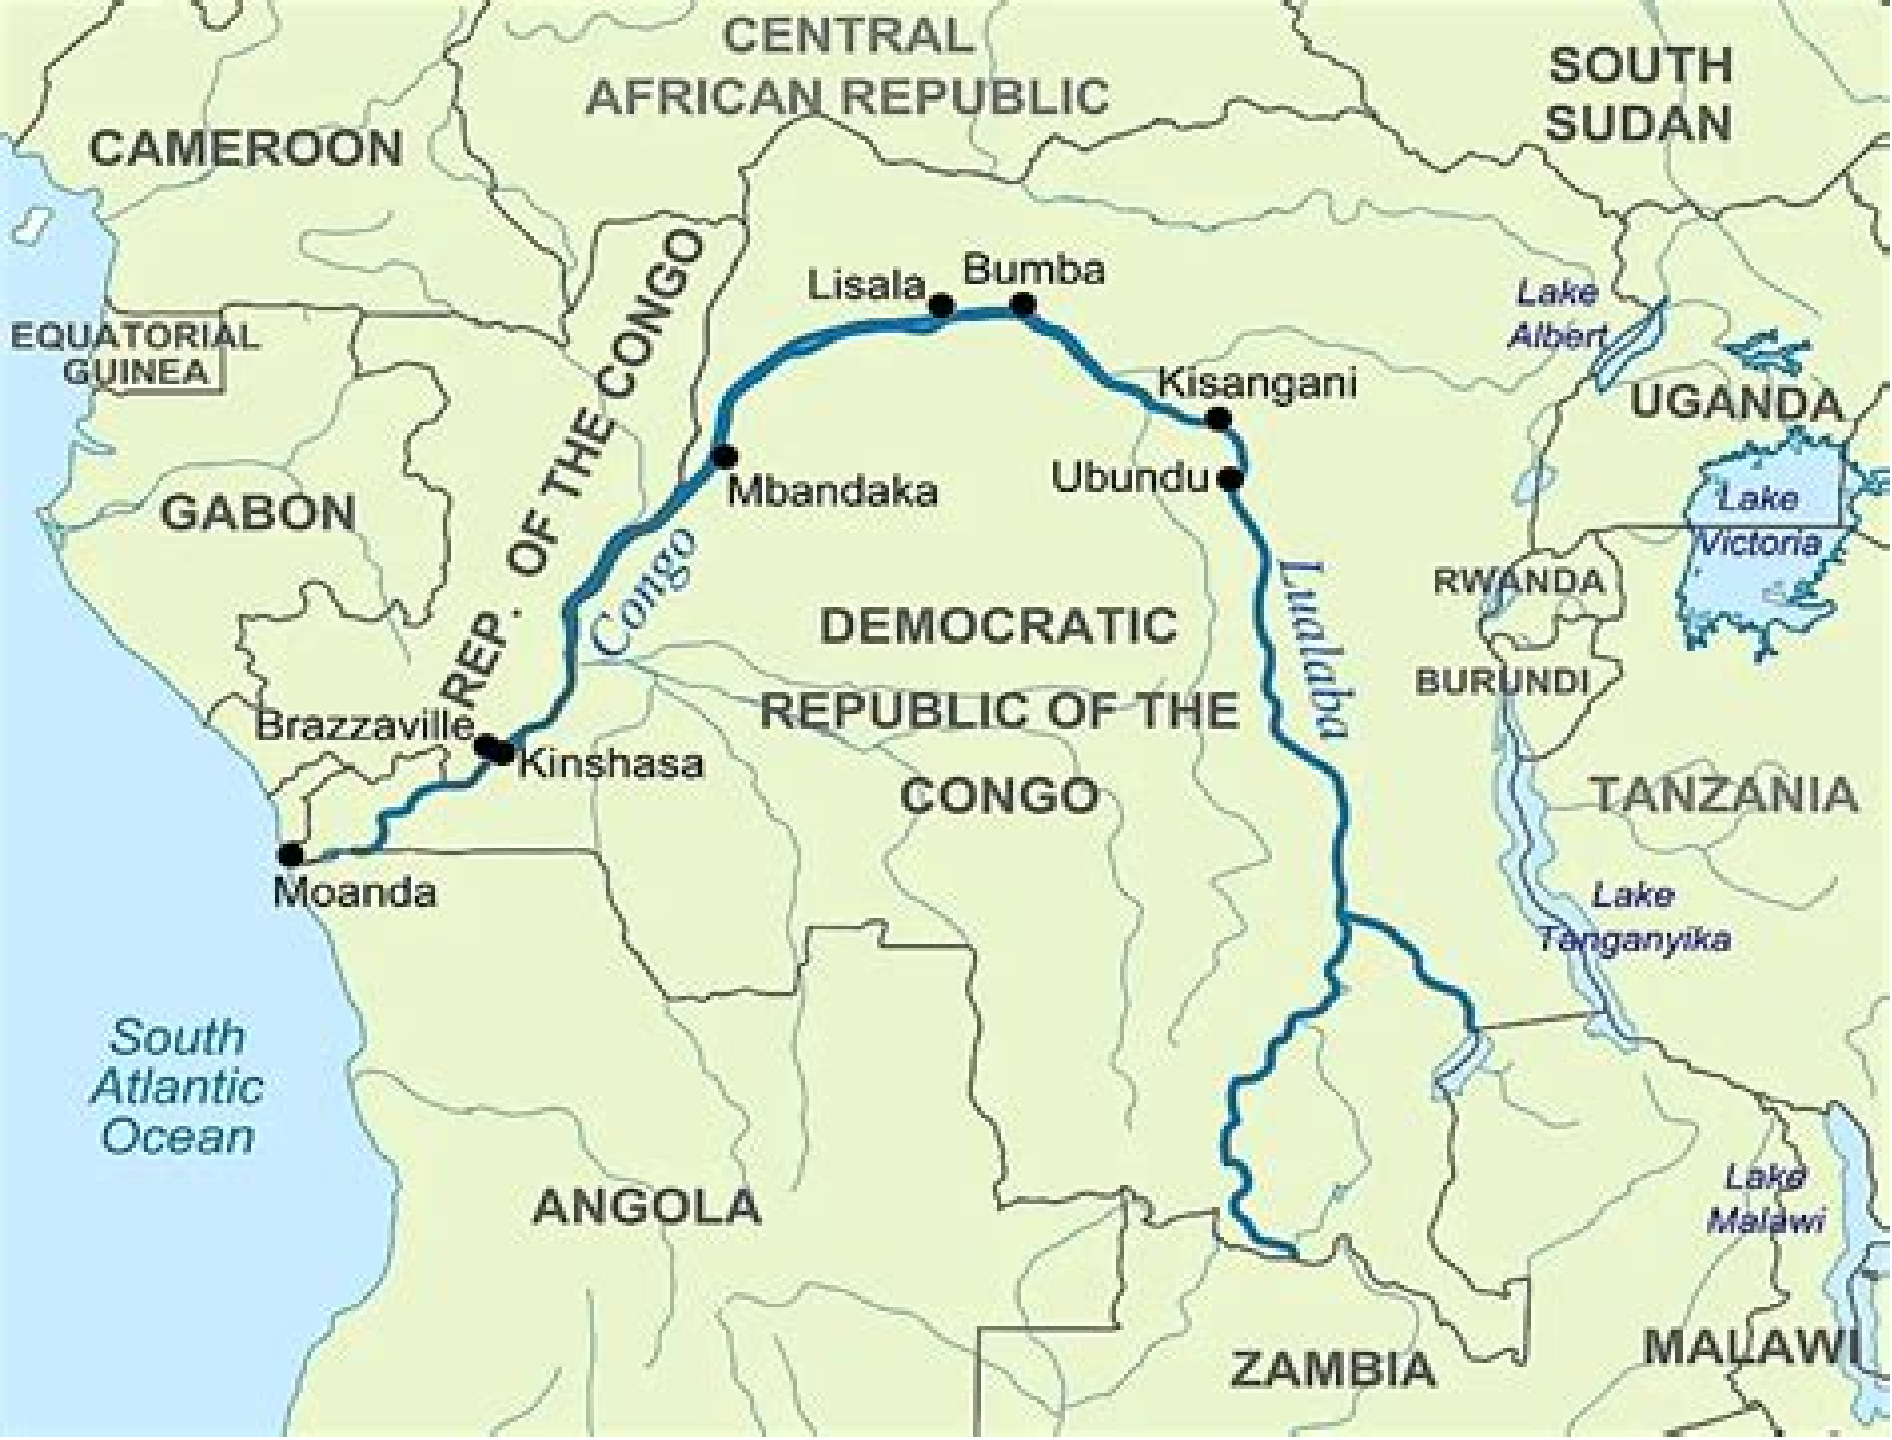 CENTRAL
AFRICAN REPUBLIC
SOUTH
SUDAN
CAMEROON
EQUATORIAL
GUINEA
REP. OF THE CONGO
Lisala
Bumba
Lake
Albert
Kisangani
UGANDA
Ubundu
Mbandaka
GABON
Lake
Victoria
Congo
Lualaba
RWANDA
DEMOCRATIC
REPUBLIC OF THE
CONGO
BURUNDI
Brazzaville
Kinshasa
TANZANIA
Moanda
Lake
Tanganyika
South
Atlantic
Ocean
ANGOLA
Lake
Malawi
ZAMBIA
MALAWI